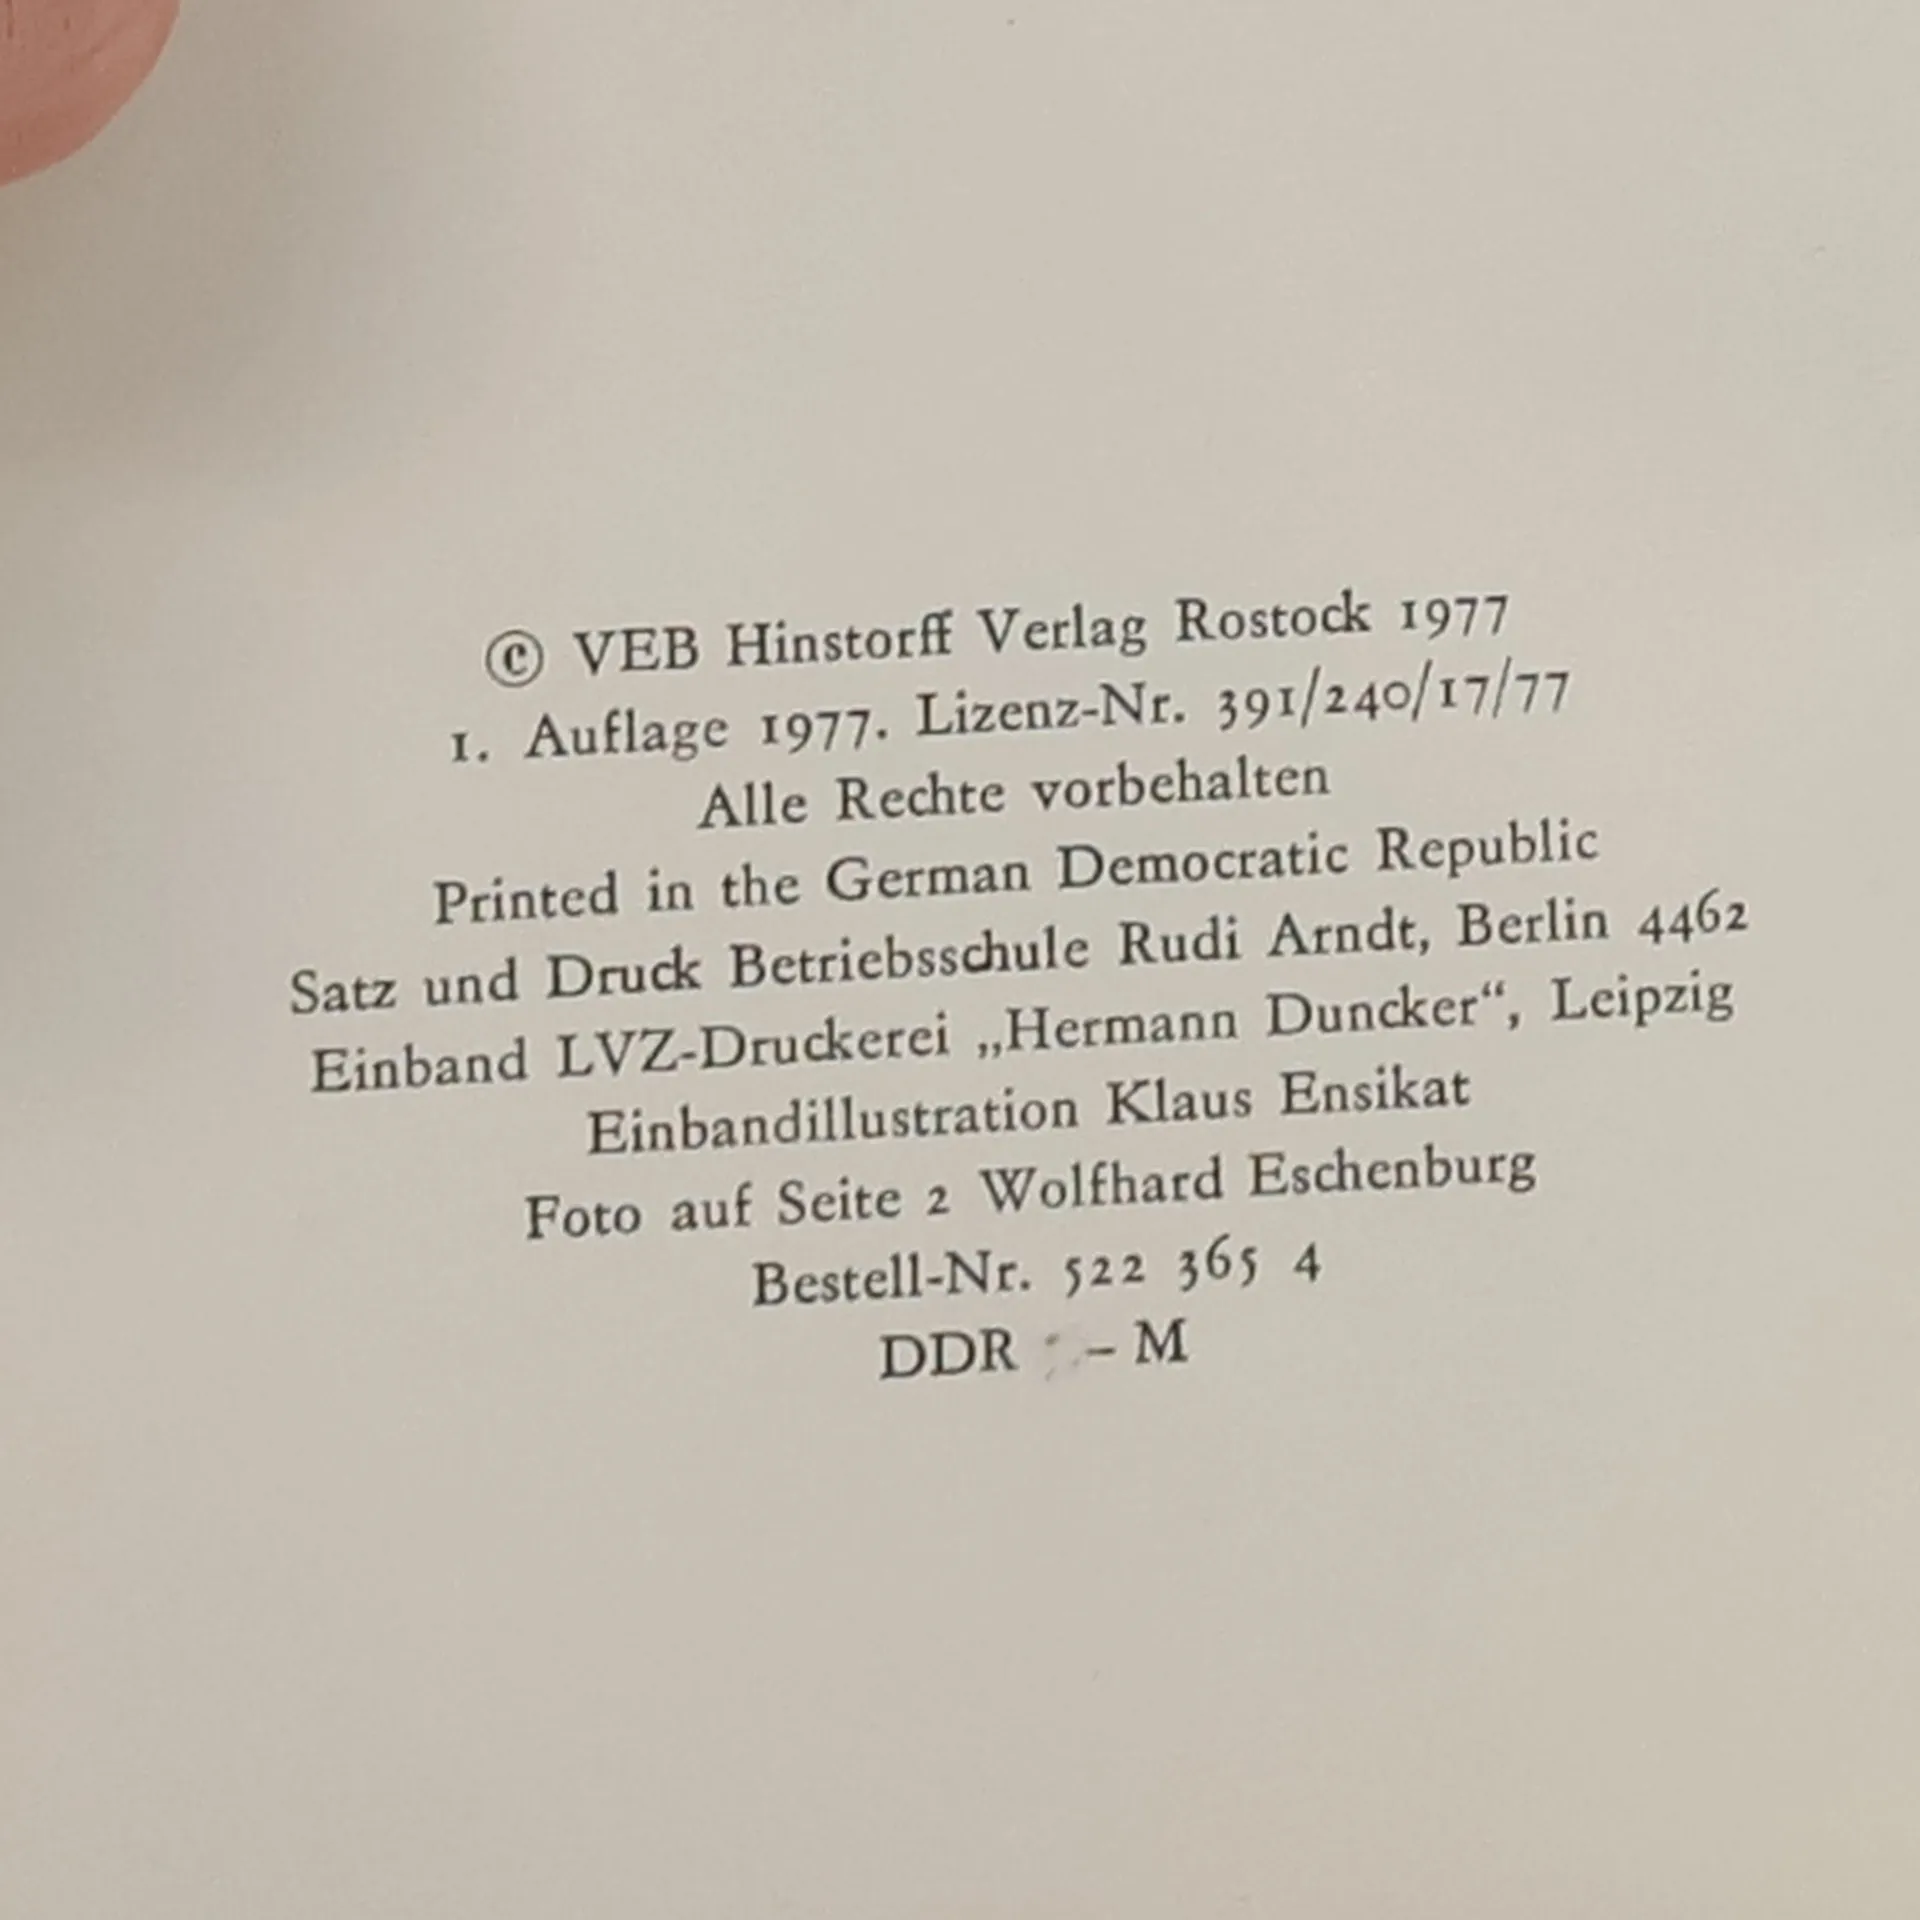 © VEB Hinstorff Verlag Rostock 1977
1. Auflage 1977. Lizenz-Nr. 391/240/17/77
Alle Rechte vorbehalten
Printed in the German Democratic Republic
Satz und Druck Betriebsschule Rudi Arndt, Berlin 4462
Einband LVZ-Druckerei „Hermann Duncker“, Leipzig
Einbandillustration Klaus Ensikat
Foto auf Seite 2 Wolfhard Eschenburg
Bestell-Nr. 522 365 4
DDR – M